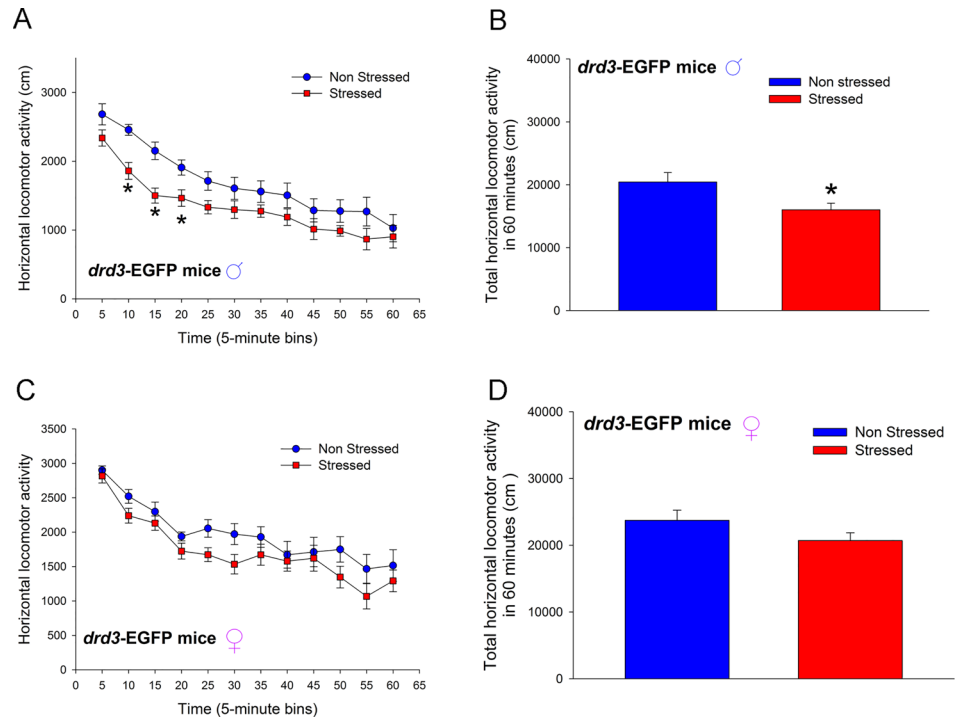 A
Horizontal locomotor activity (cm)
3000
2000
1000
0
Non Stressed
Stressed
*
*
*
drd3-EGFP mice ♂
0 5 10 15 20 25 30 35 40 45 50 55 60 65
Time (5-minute bins)
B
Total horizontal locomotor activity
in 60 minutes (cm)
40000
30000
20000
10000
0
drd3-EGFP mice ♂
Non stressed
Stressed
*
C
Horizontal locomotor activity
3500
3000
2500
2000
1500
1000
500
0
Non Stressed
Stressed
drd3-EGFP mice ♀
0 5 10 15 20 25 30 35 40 45 50 55 60 65
Time (5-minute bins)
D
Total horizontal locomotor activity
in 60 minutes (cm )
40000
30000
20000
10000
0
drd3-EGFP mice ♀
Non Stressed
Stressed